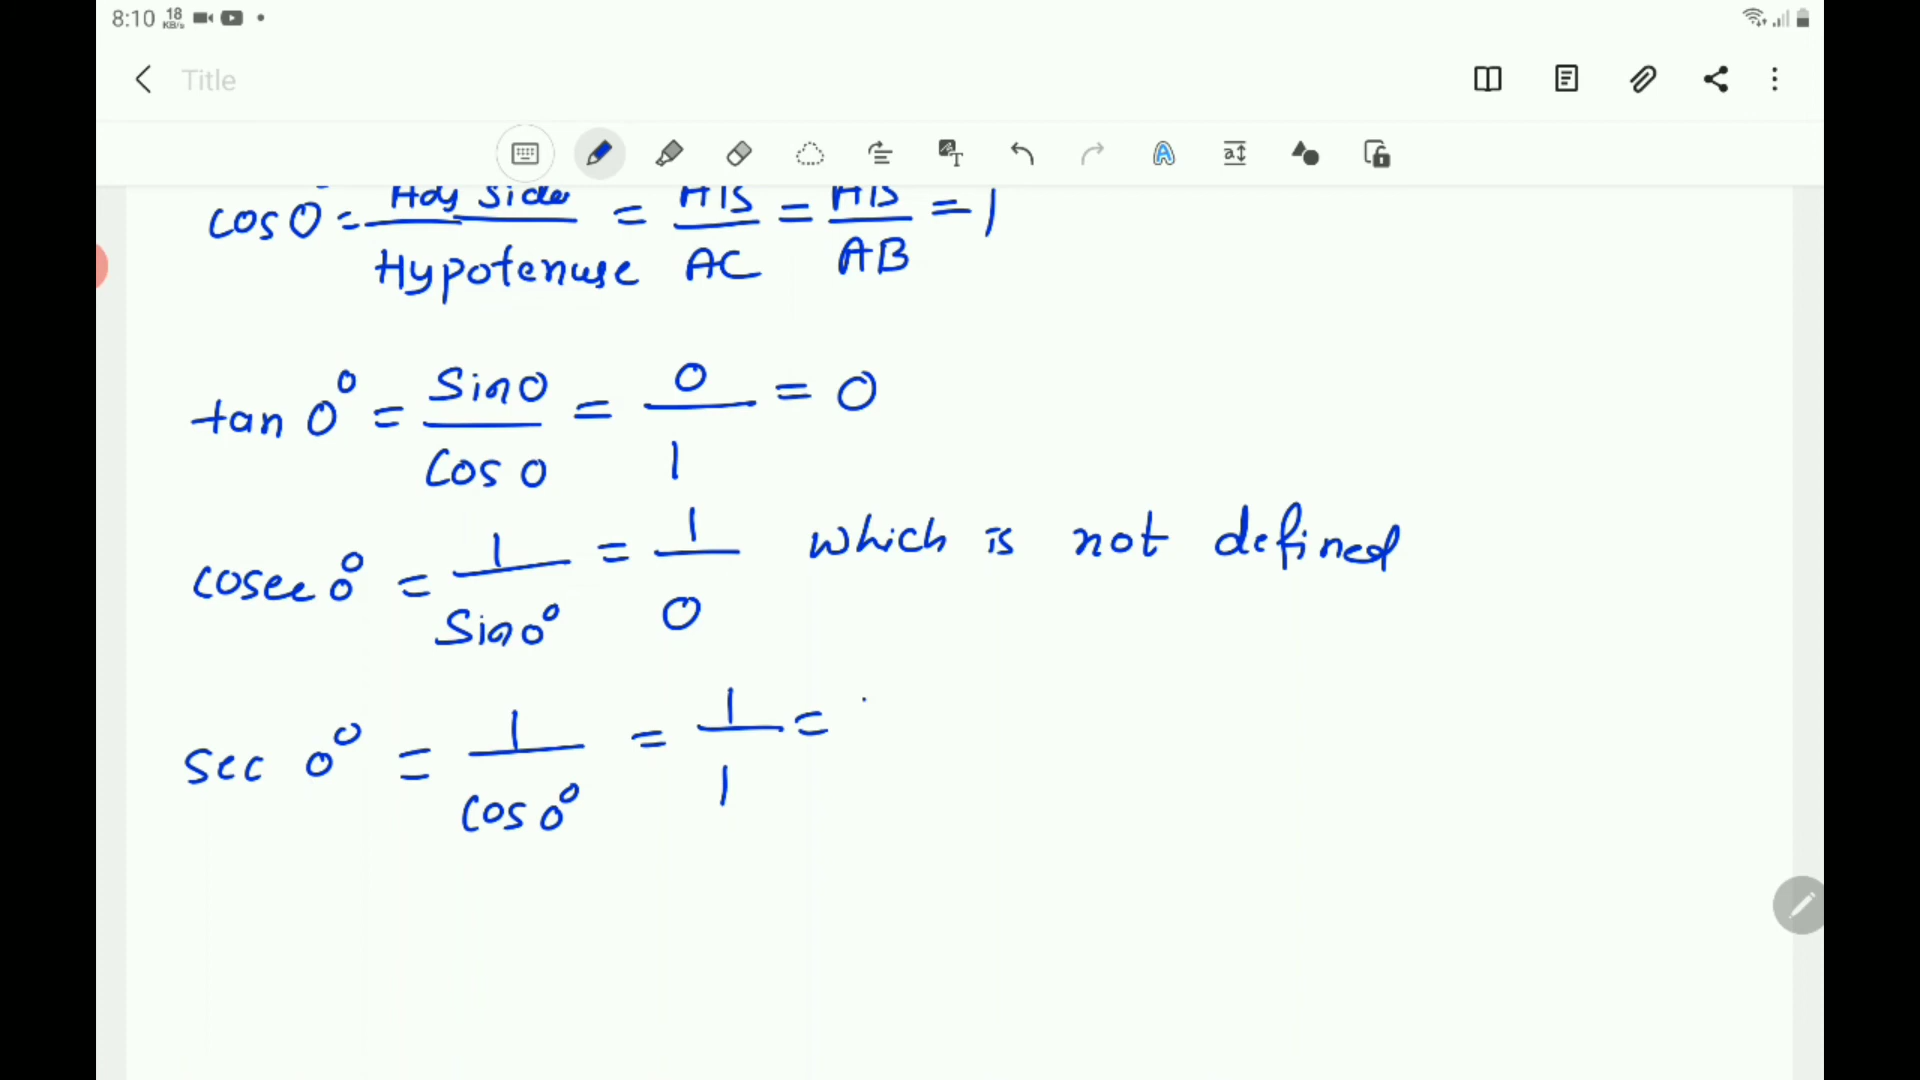 8:10 18 KB/s
Title
cos 0 = Adj side / Hypotenuse = AB / AC = AB / AB = 1
tan 0° = Sin 0 / Cos 0 = 0 / 1 = 0
cosec 0° = 1 / Sin 0° = 1 / 0 which is not defined
Sec 0° = 1 / Cos 0° = 1 / 1 =